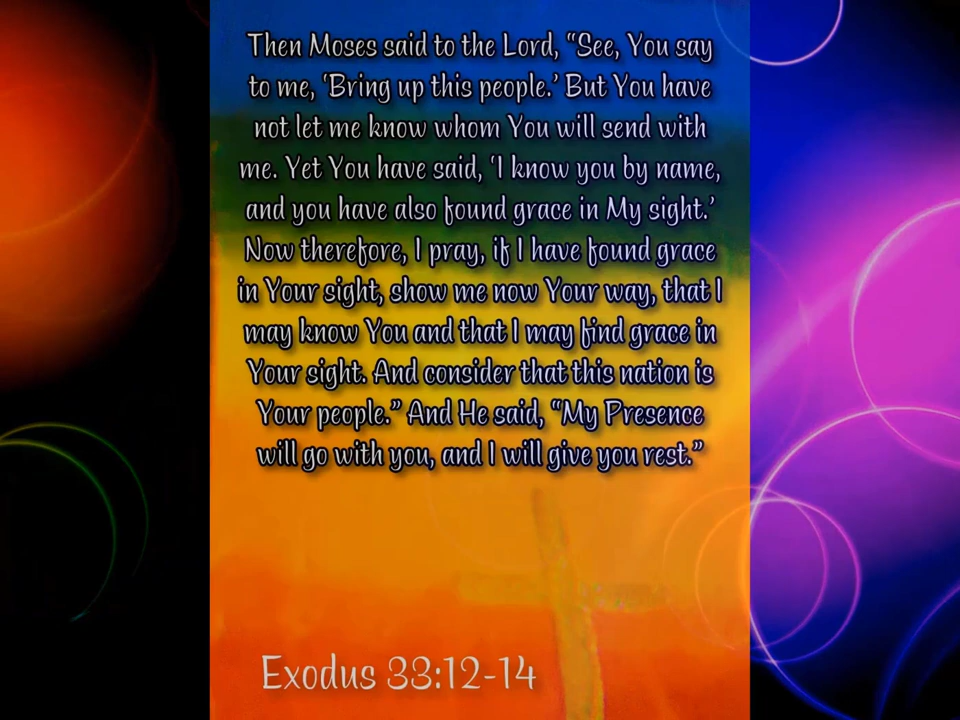 Then Moses said to the Lord, “See, You say
to me, ‘Bring up this people.’ But You have
not let me know whom You will send with
me. Yet You have said, ‘I know you by name,
and you have also found grace in My sight.’
Now therefore, I pray, if I have found grace
in Your sight, show me now Your way, that I
may know You and that I may find grace in
Your sight. And consider that this nation is
Your people.” And He said, “My Presence
will go with you, and I will give you rest.”
Exodus 33:12-14